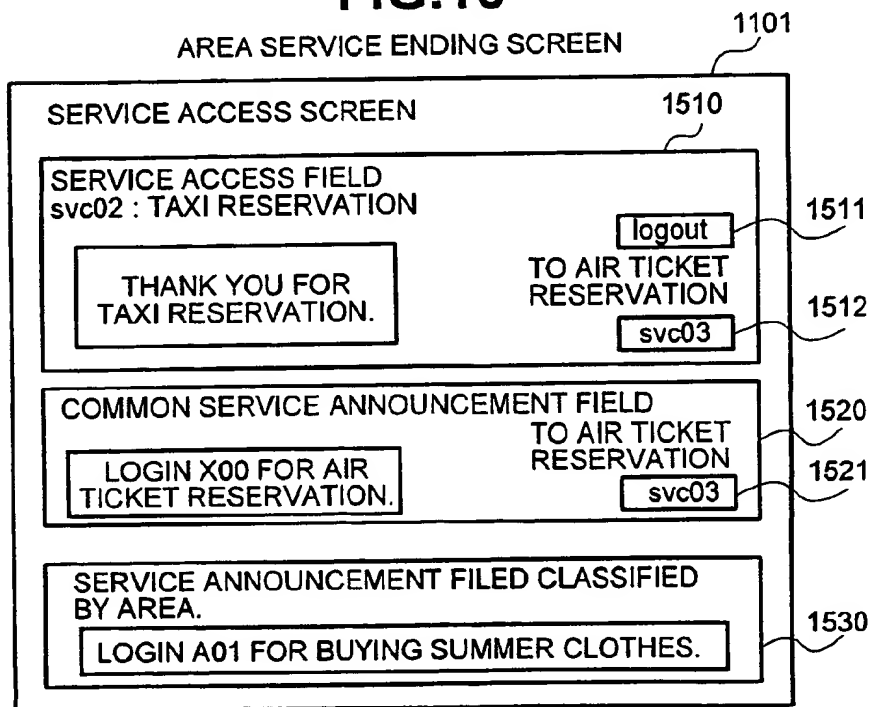 AREA SERVICE ENDING SCREEN
1101
SERVICE ACCESS SCREEN
1510
SERVICE ACCESS FIELD
svc02 : TAXI RESERVATION
logout
1511
THANK YOU FOR
TAXI RESERVATION.
TO AIR TICKET
RESERVATION
1512
svc03
COMMON SERVICE ANNOUNCEMENT FIELD
1520
TO AIR TICKET
RESERVATION
LOGIN X00 FOR AIR
TICKET RESERVATION.
1521
svc03
SERVICE ANNOUNCEMENT FILED CLASSIFIED
BY AREA.
1530
LOGIN A01 FOR BUYING SUMMER CLOTHES.